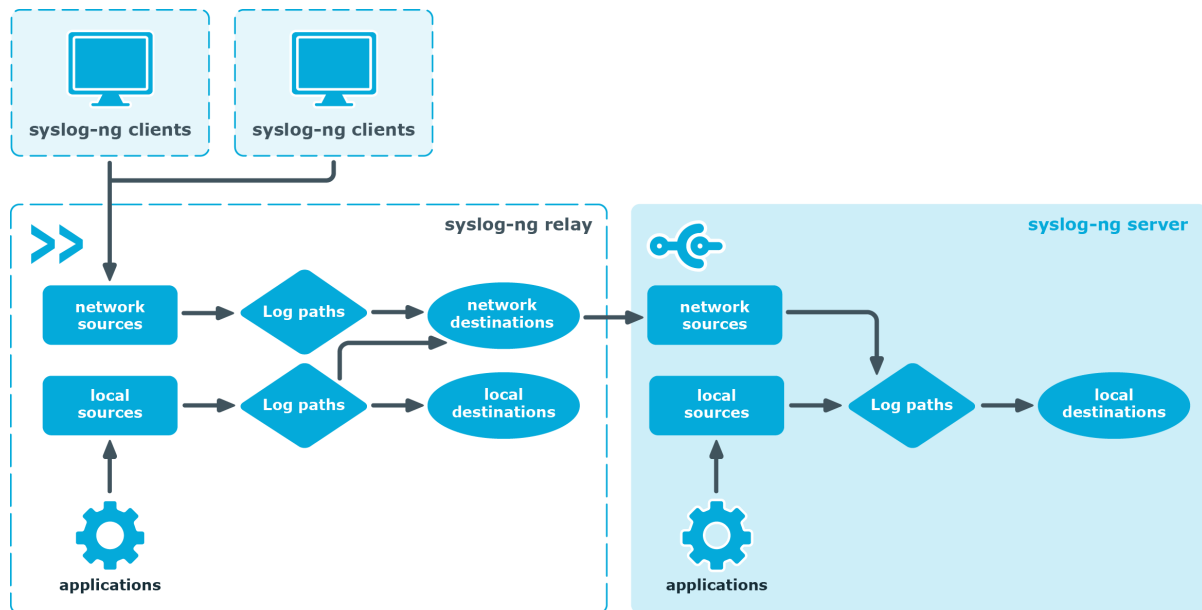 syslog-ng clients
syslog-ng clients
syslog-ng relay
network
sources
Log paths
network
destinations
local
sources
Log paths
local
destinations
applications
syslog-ng server
network
sources
local
sources
Log paths
local
destinations
applications